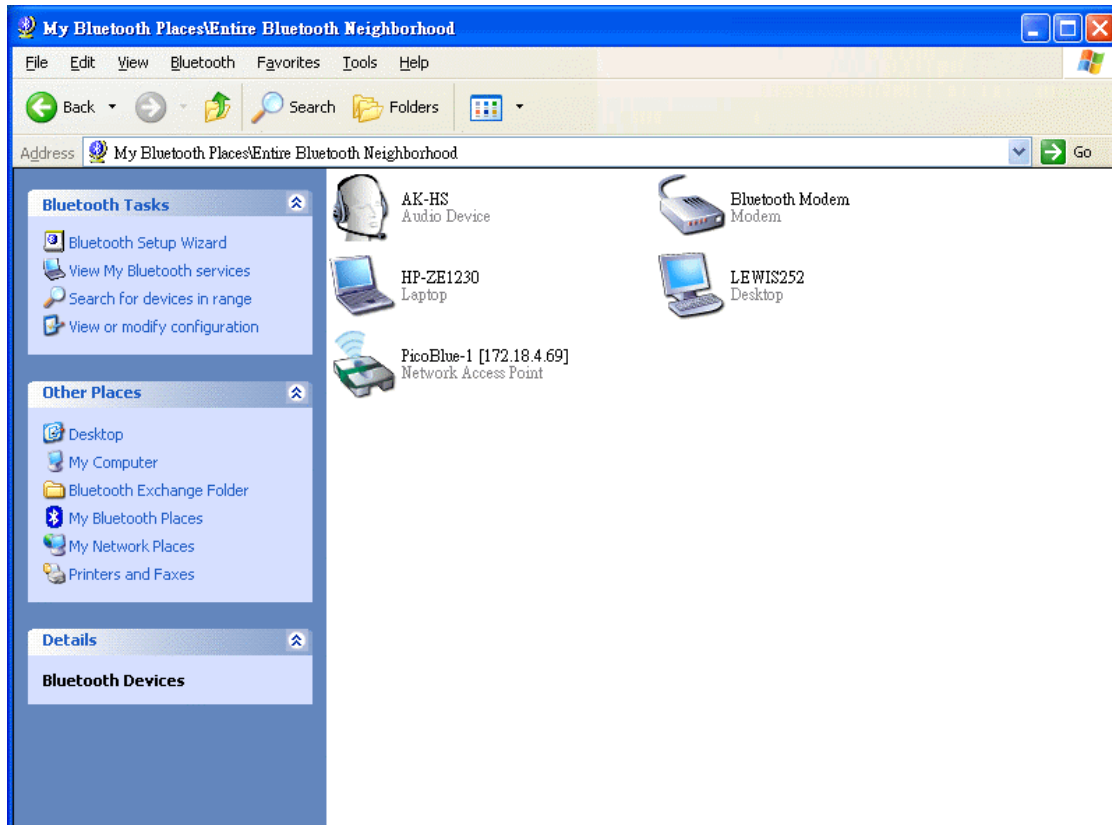 My Bluetooth Places\Entire Bluetooth Neighborhood
File Edit View Bluetooth Favorites Tools Help
Back Search Folders
Address My Bluetooth Places\Entire Bluetooth Neighborhood Go
Bluetooth Tasks
Bluetooth Setup Wizard
View My Bluetooth services
Search for devices in range
View or modify configuration
Other Places
Desktop
My Computer
Bluetooth Exchange Folder
My Bluetooth Places
My Network Places
Printers and Faxes
Details
Bluetooth Devices
AK-HS
Audio Device
Bluetooth Modem
Modem
HP-ZE1230
Laptop
LEWIS252
Desktop
PicoBlue-1 [172.18.4.69]
Network Access Point